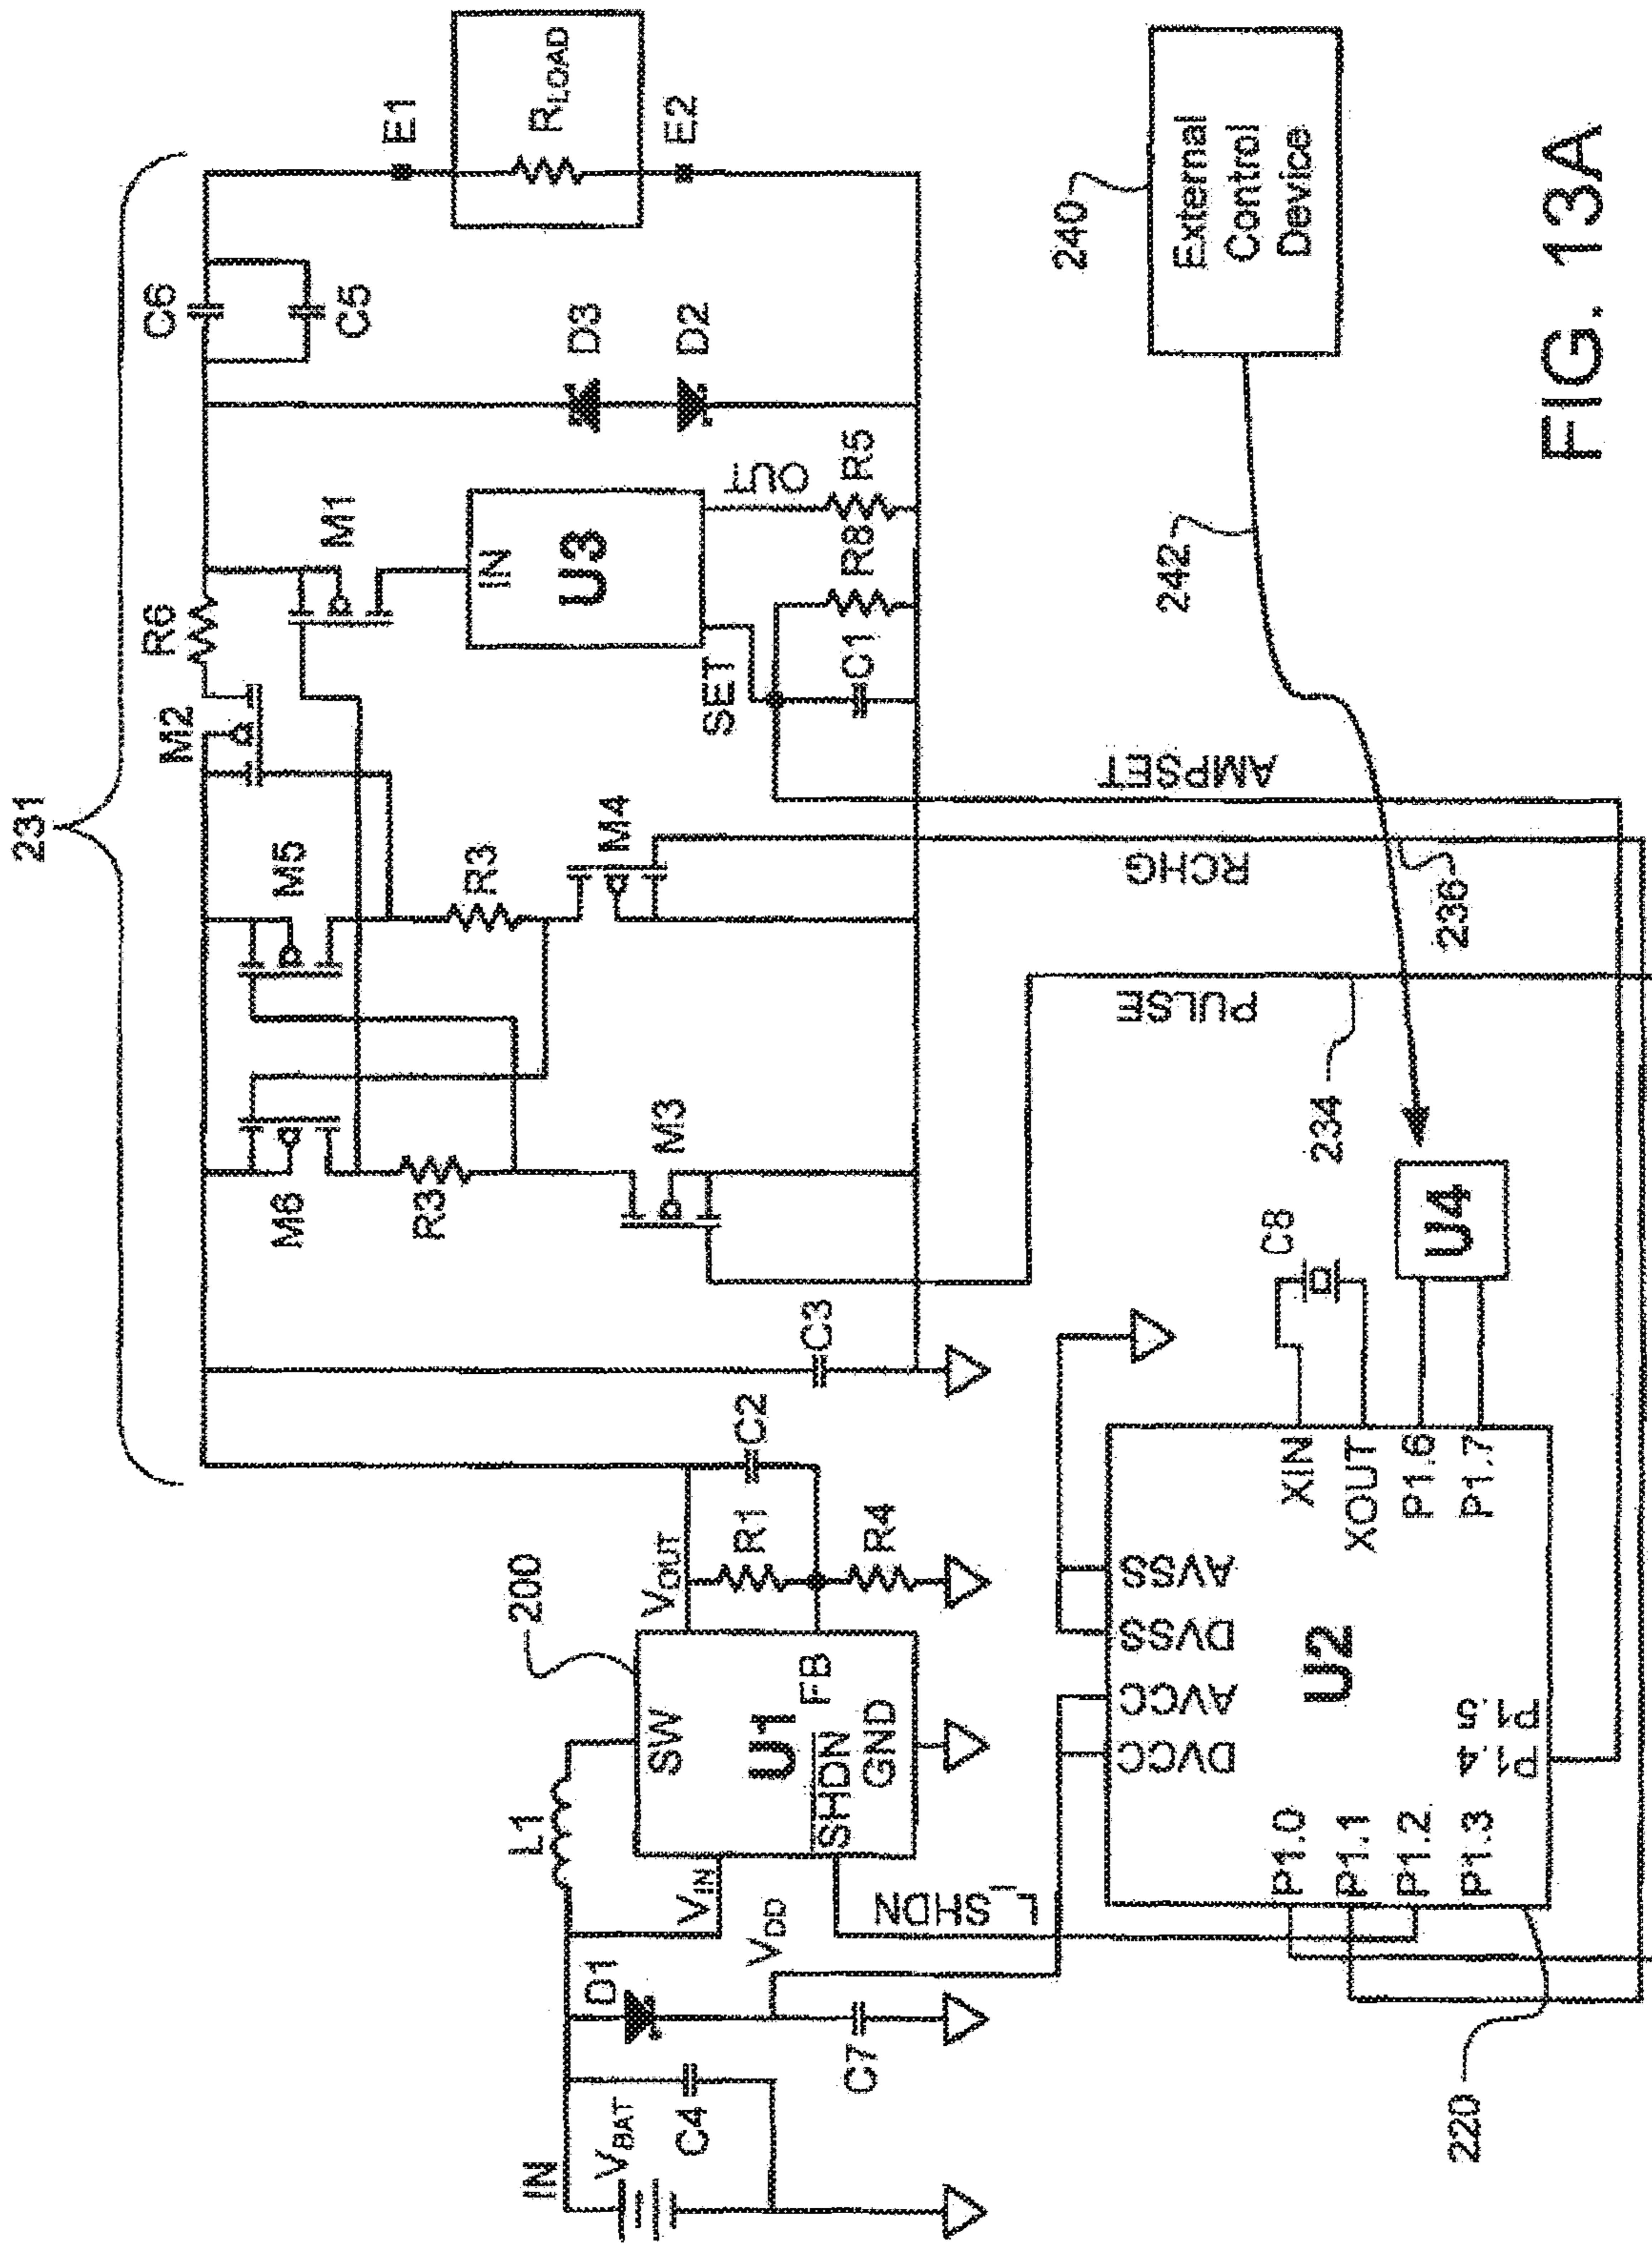 231
M6
R3
M3
M5
R3
M4
M2
R6
M1
IN
U3
SET
OUT
C1
R8
R5
C6
C5
D3
D2
E1
RLOAD
E2
C3
C2
IN
VBAT
C4
D1
C7
VDD
L1
VIN
200
SW
U1
VOUT
FB
SHDN
GND
R1
R4
L_SHDN
PULSE
RCHG
AMPSET
234
236
242
240
External
Control
Device
DVCC
AVCC
DVSS
AVSS
U2
P1.0
P1.1
P1.2
P1.3
P1.4
P1.5
XIN
XOUT
P1.6
P1.7
C8
U4
220
FIG. 13A